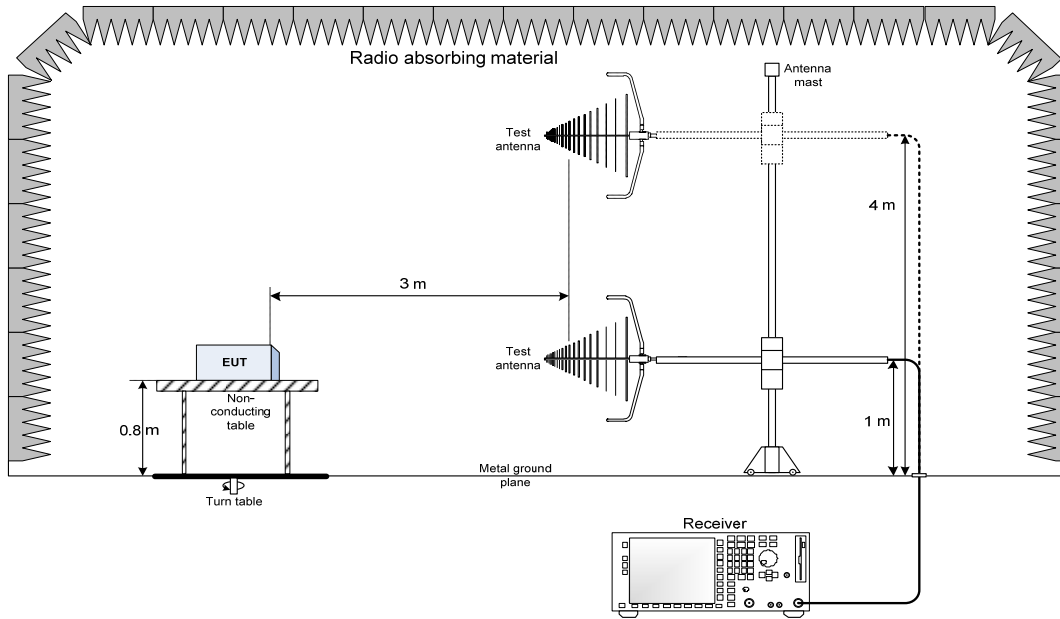 Radio absorbing material
Antenna
mast
Test
antenna
4 m
3 m
Test
antenna
EUT
Non-
conducting
table
0.8 m
1 m
Metal ground
plane
Turn table
Receiver